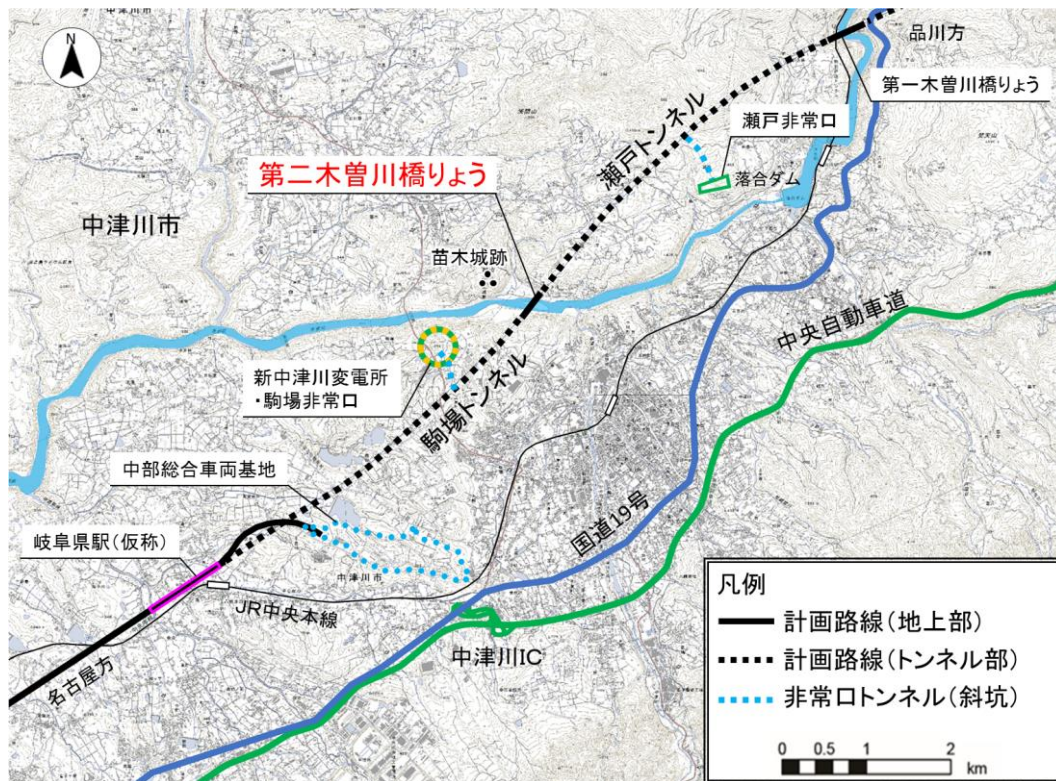 N
中津川市
品川方
第一木曽川橋りょう
瀬戸トンネル
瀬戸非常口
落合ダム
第二木曽川橋りょう
中津川市
苗木城跡
中央自動車道
新中津川変電所
・駒場非常口
駒場トンネル
中部総合車両基地
国道19号
岐阜県駅(仮称)
中津川市
JR中央本線
中津川IC
名古屋方
凡例
計画路線(地上部)
計画路線(トンネル部)
非常口トンネル(斜坑)
0 0.5 1 2
km